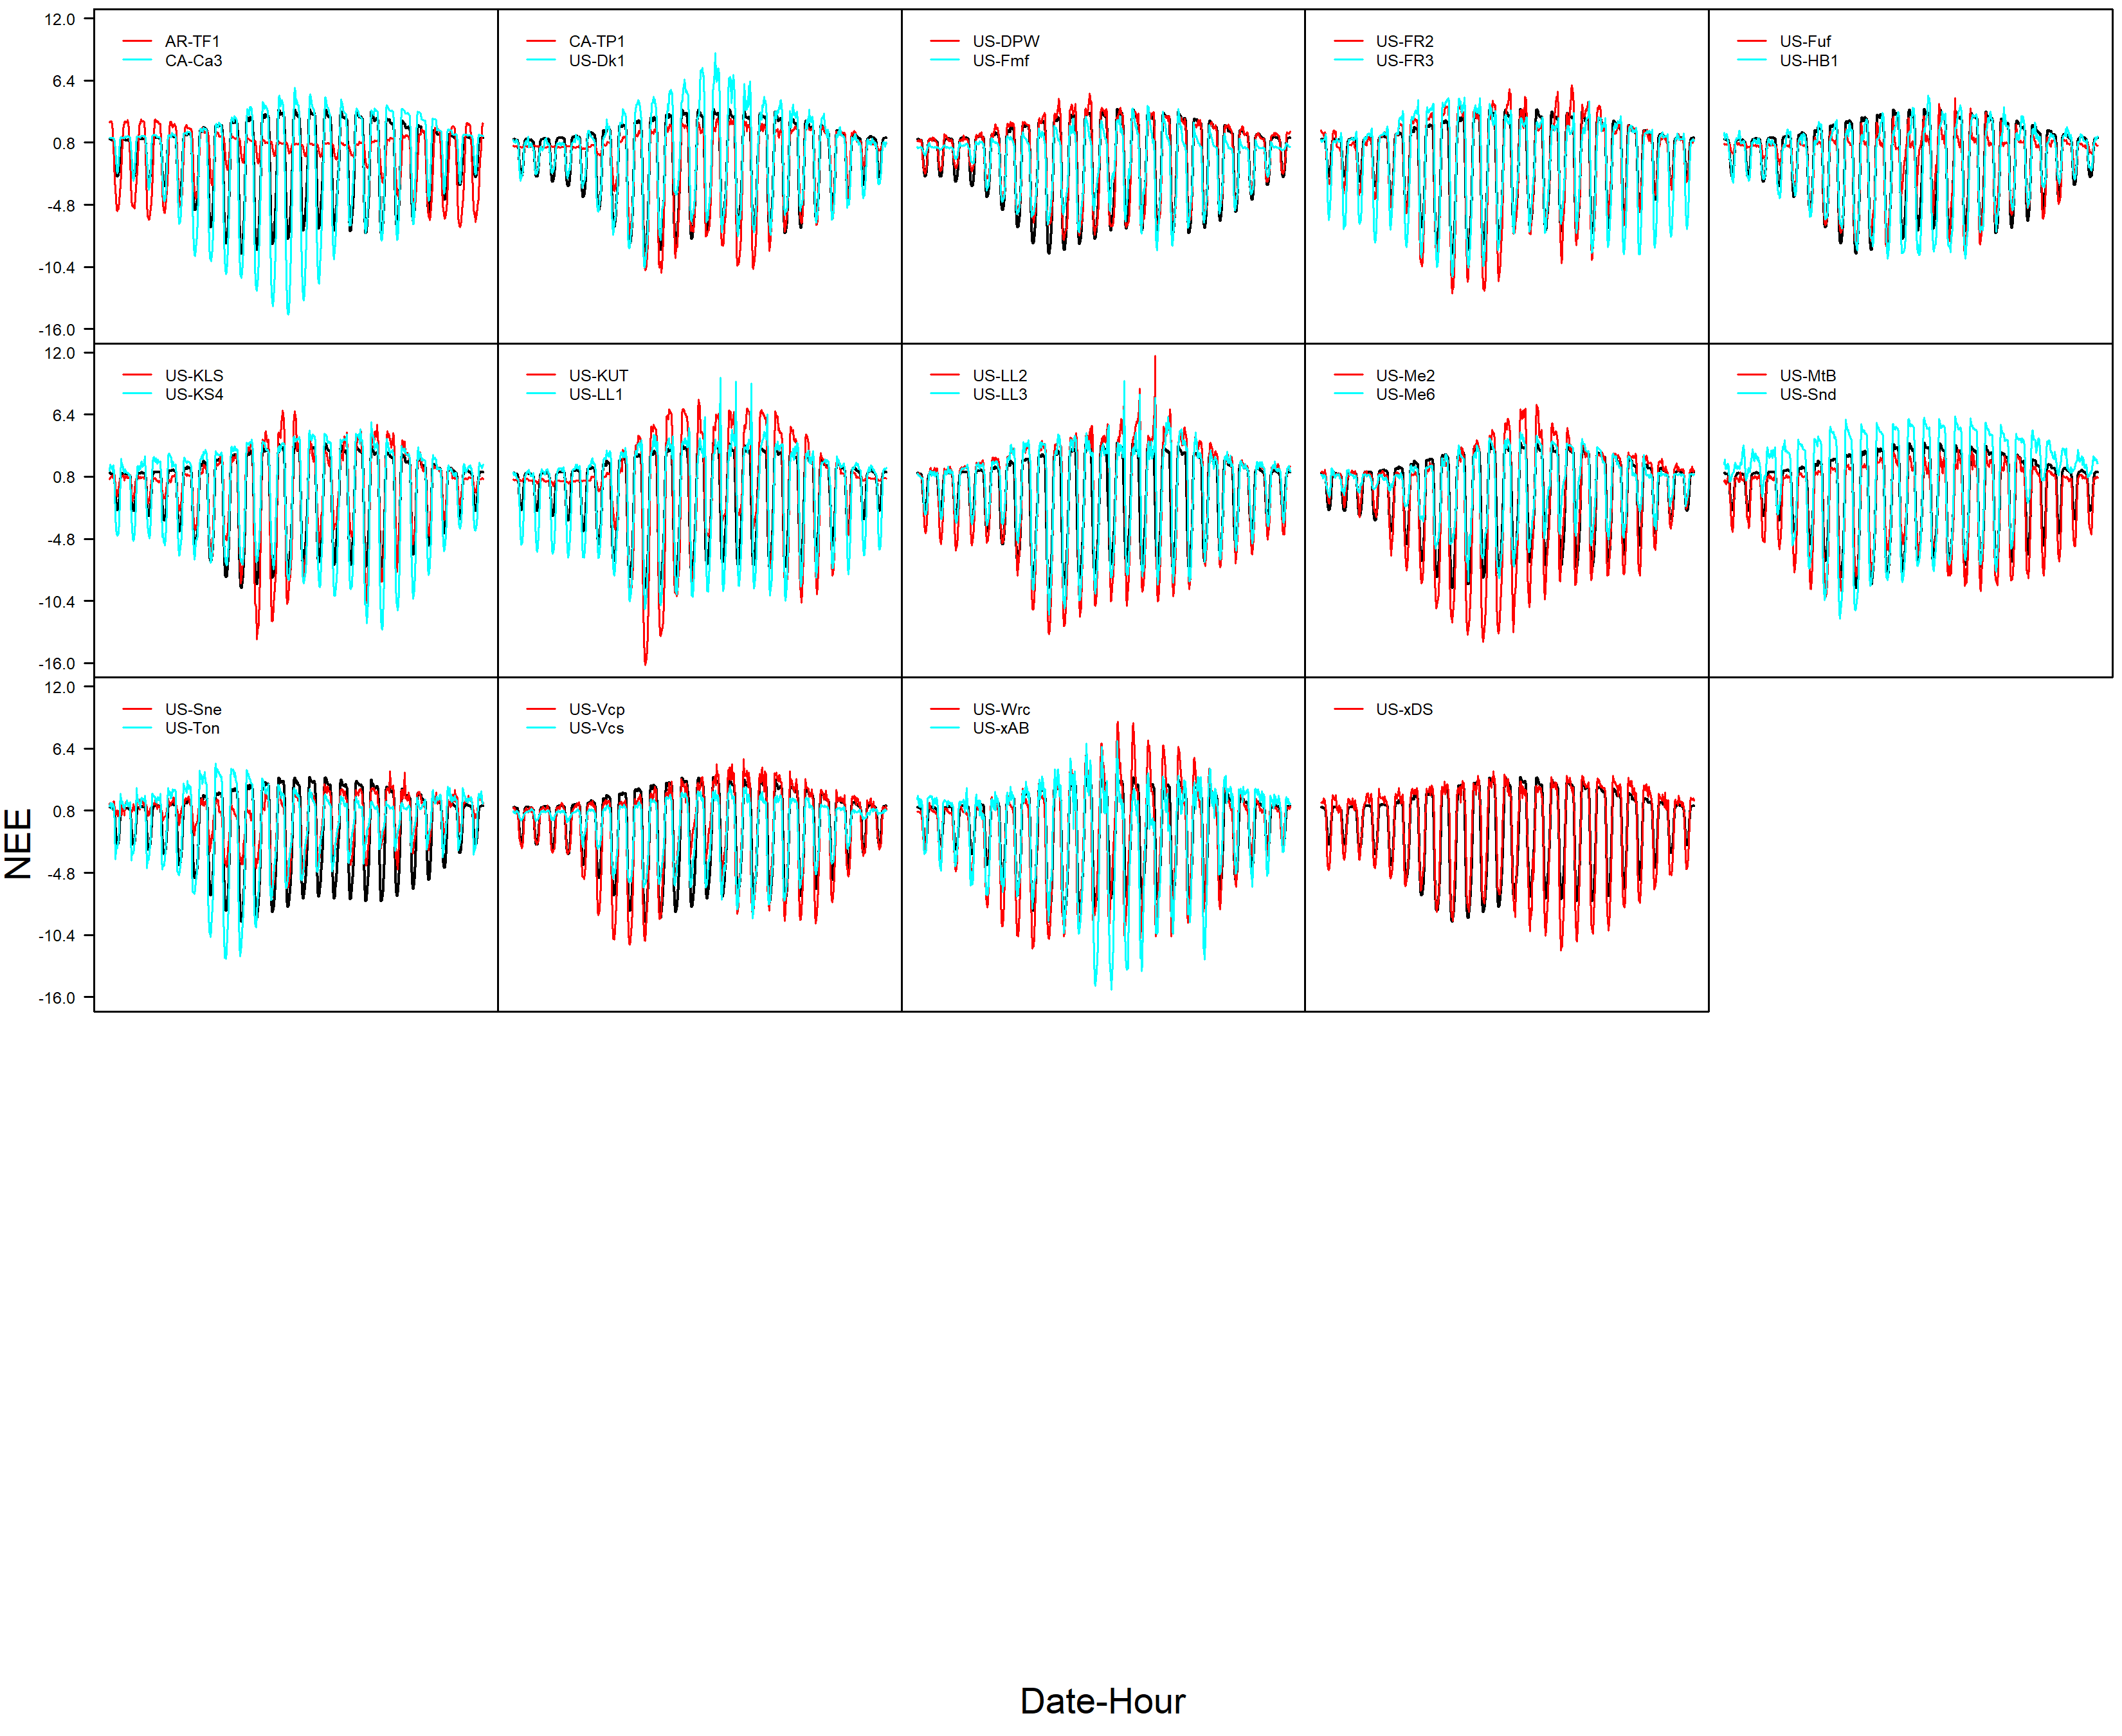 12.0
6.4
0.8
-4.8
-10.4
-16.0
AR-TF1
CA-Ca3
CA-TP1
US-Dk1
US-DPW
US-Fmf
US-FR2
US-FR3
US-Fuf
US-HB1
12.0
6.4
0.8
-4.8
-10.4
-16.0
US-KLS
US-KS4
US-KUT
US-LL1
US-LL2
US-LL3
US-Me2
US-Me6
US-MtB
US-Snd
12.0
6.4
0.8
-4.8
-10.4
-16.0
US-Sne
US-Ton
US-Vcp
US-Vcs
US-Wrc
US-xAB
US-xDS
NEE
Date-Hour